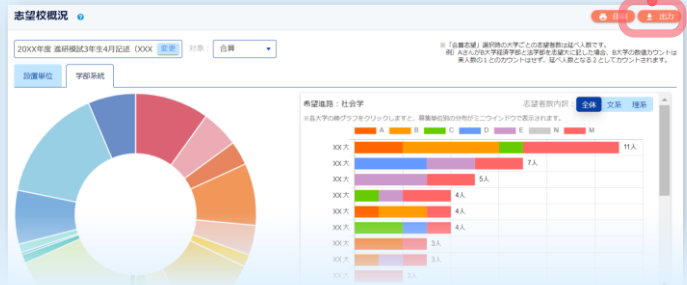 志望校概況 ?
印刷
出力
20XX年度 進研模試3年生4月記述（XXX 変更 対象： 合算
※「合算志望」選択時の大学ごとの志望者数は延べ人数です。
例）AさんがB大学経済学部と法学部を志望大に記した場合、B大学の数値カウントは
実人数の１とのカウントはせず、延べ人数となる２としてカウントされます。
設置単位 学部系統
希望進路：社会学 志望者数内訳： 全体 文系 理系
※各大学の棒グラフをクリックしますと、募集単位別の分布がミニウインドウで表示されます。
A B C D E N M
XX大 11人
XX大 7人
XX大 5人
XX大 4人
XX大 4人
XX大 4人
XX大 3人
XX大 3人
XX大 2人